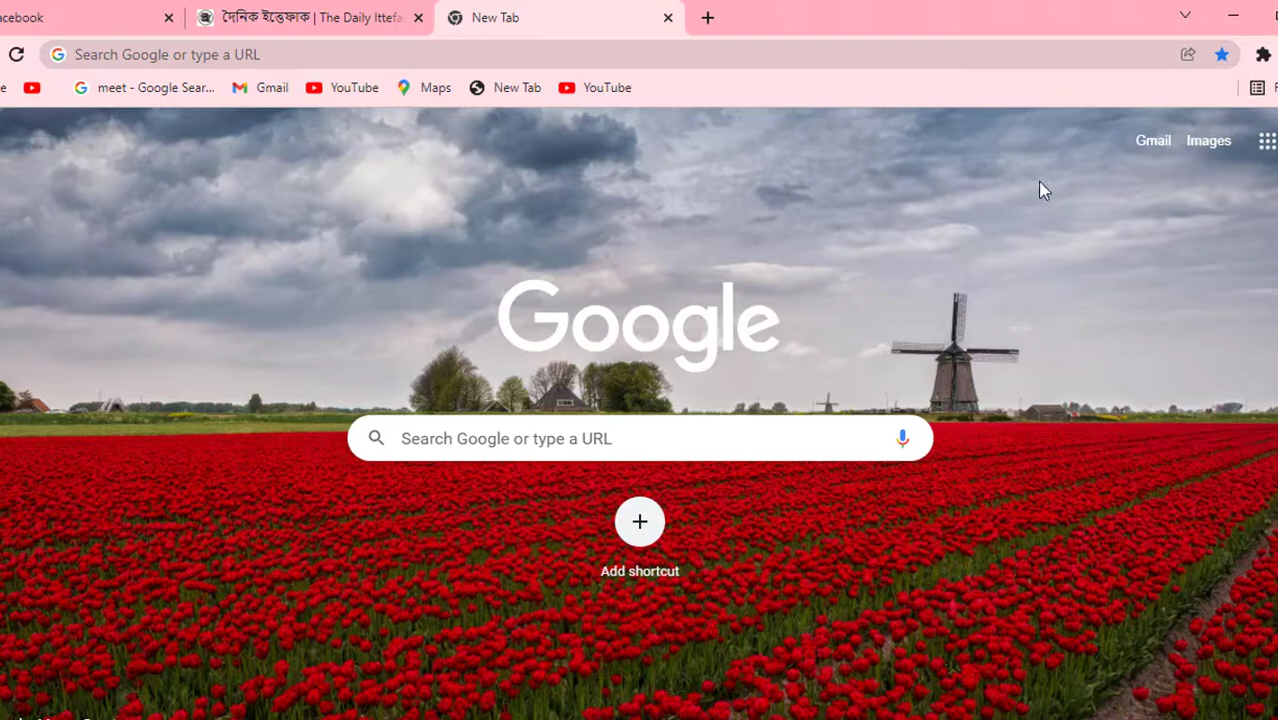 acebook
দৈনিক ইত্তেফাক | The Daily Ittefa
New Tab
Search Google or type a URL
e
meet - Google Sear...
Gmail
YouTube
Maps
New Tab
YouTube
Gmail
Images
Google
Search Google or type a URL
Add shortcut